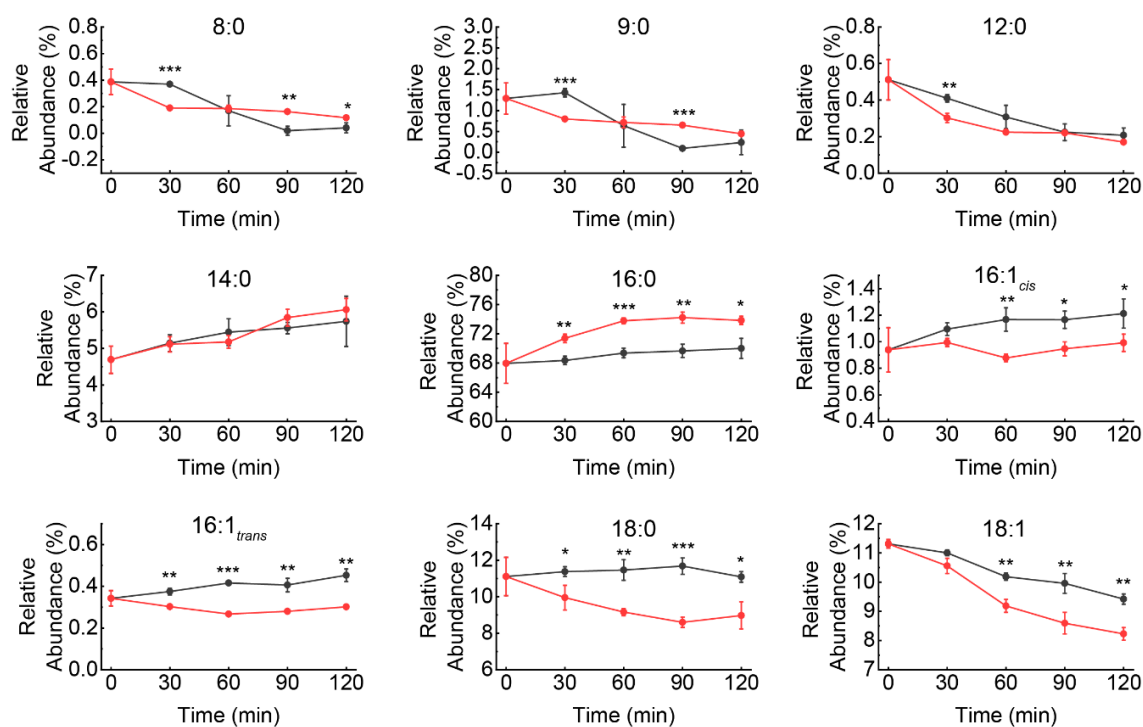 8:0
Relative
Abundance (%)
0.8
0.6
0.4
0.2
0.0
-0.2
***
**
*
0 30 60 90 120
Time (min)
9:0
Relative
Abundance (%)
3.0
2.5
2.0
1.5
1.0
0.5
0.0
-0.5
***
***
0 30 60 90 120
Time (min)
12:0
Relative
Abundance (%)
0.8
0.6
0.4
0.2
0.0
**
0 30 60 90 120
Time (min)
14:0
Relative
Abundance (%)
7
6
5
4
3
0 30 60 90 120
Time (min)
16:0
Relative
Abundance (%)
80
76
72
68
64
60
** *** ** *
0 30 60 90 120
Time (min)
16:1cis
Relative
Abundance (%)
1.4
1.2
1.0
0.8
0.6
0.4
** * *
0 30 60 90 120
Time (min)
16:1trans
Relative
Abundance (%)
0.6
0.4
0.2
0.0
** *** ** **
0 30 60 90 120
Time (min)
18:0
Relative
Abundance (%)
14
12
10
8
6
* ** *** *
0 30 60 90 120
Time (min)
18:1
Relative
Abundance (%)
12
11
10
9
8
7
** ** **
0 30 60 90 120
Time (min)